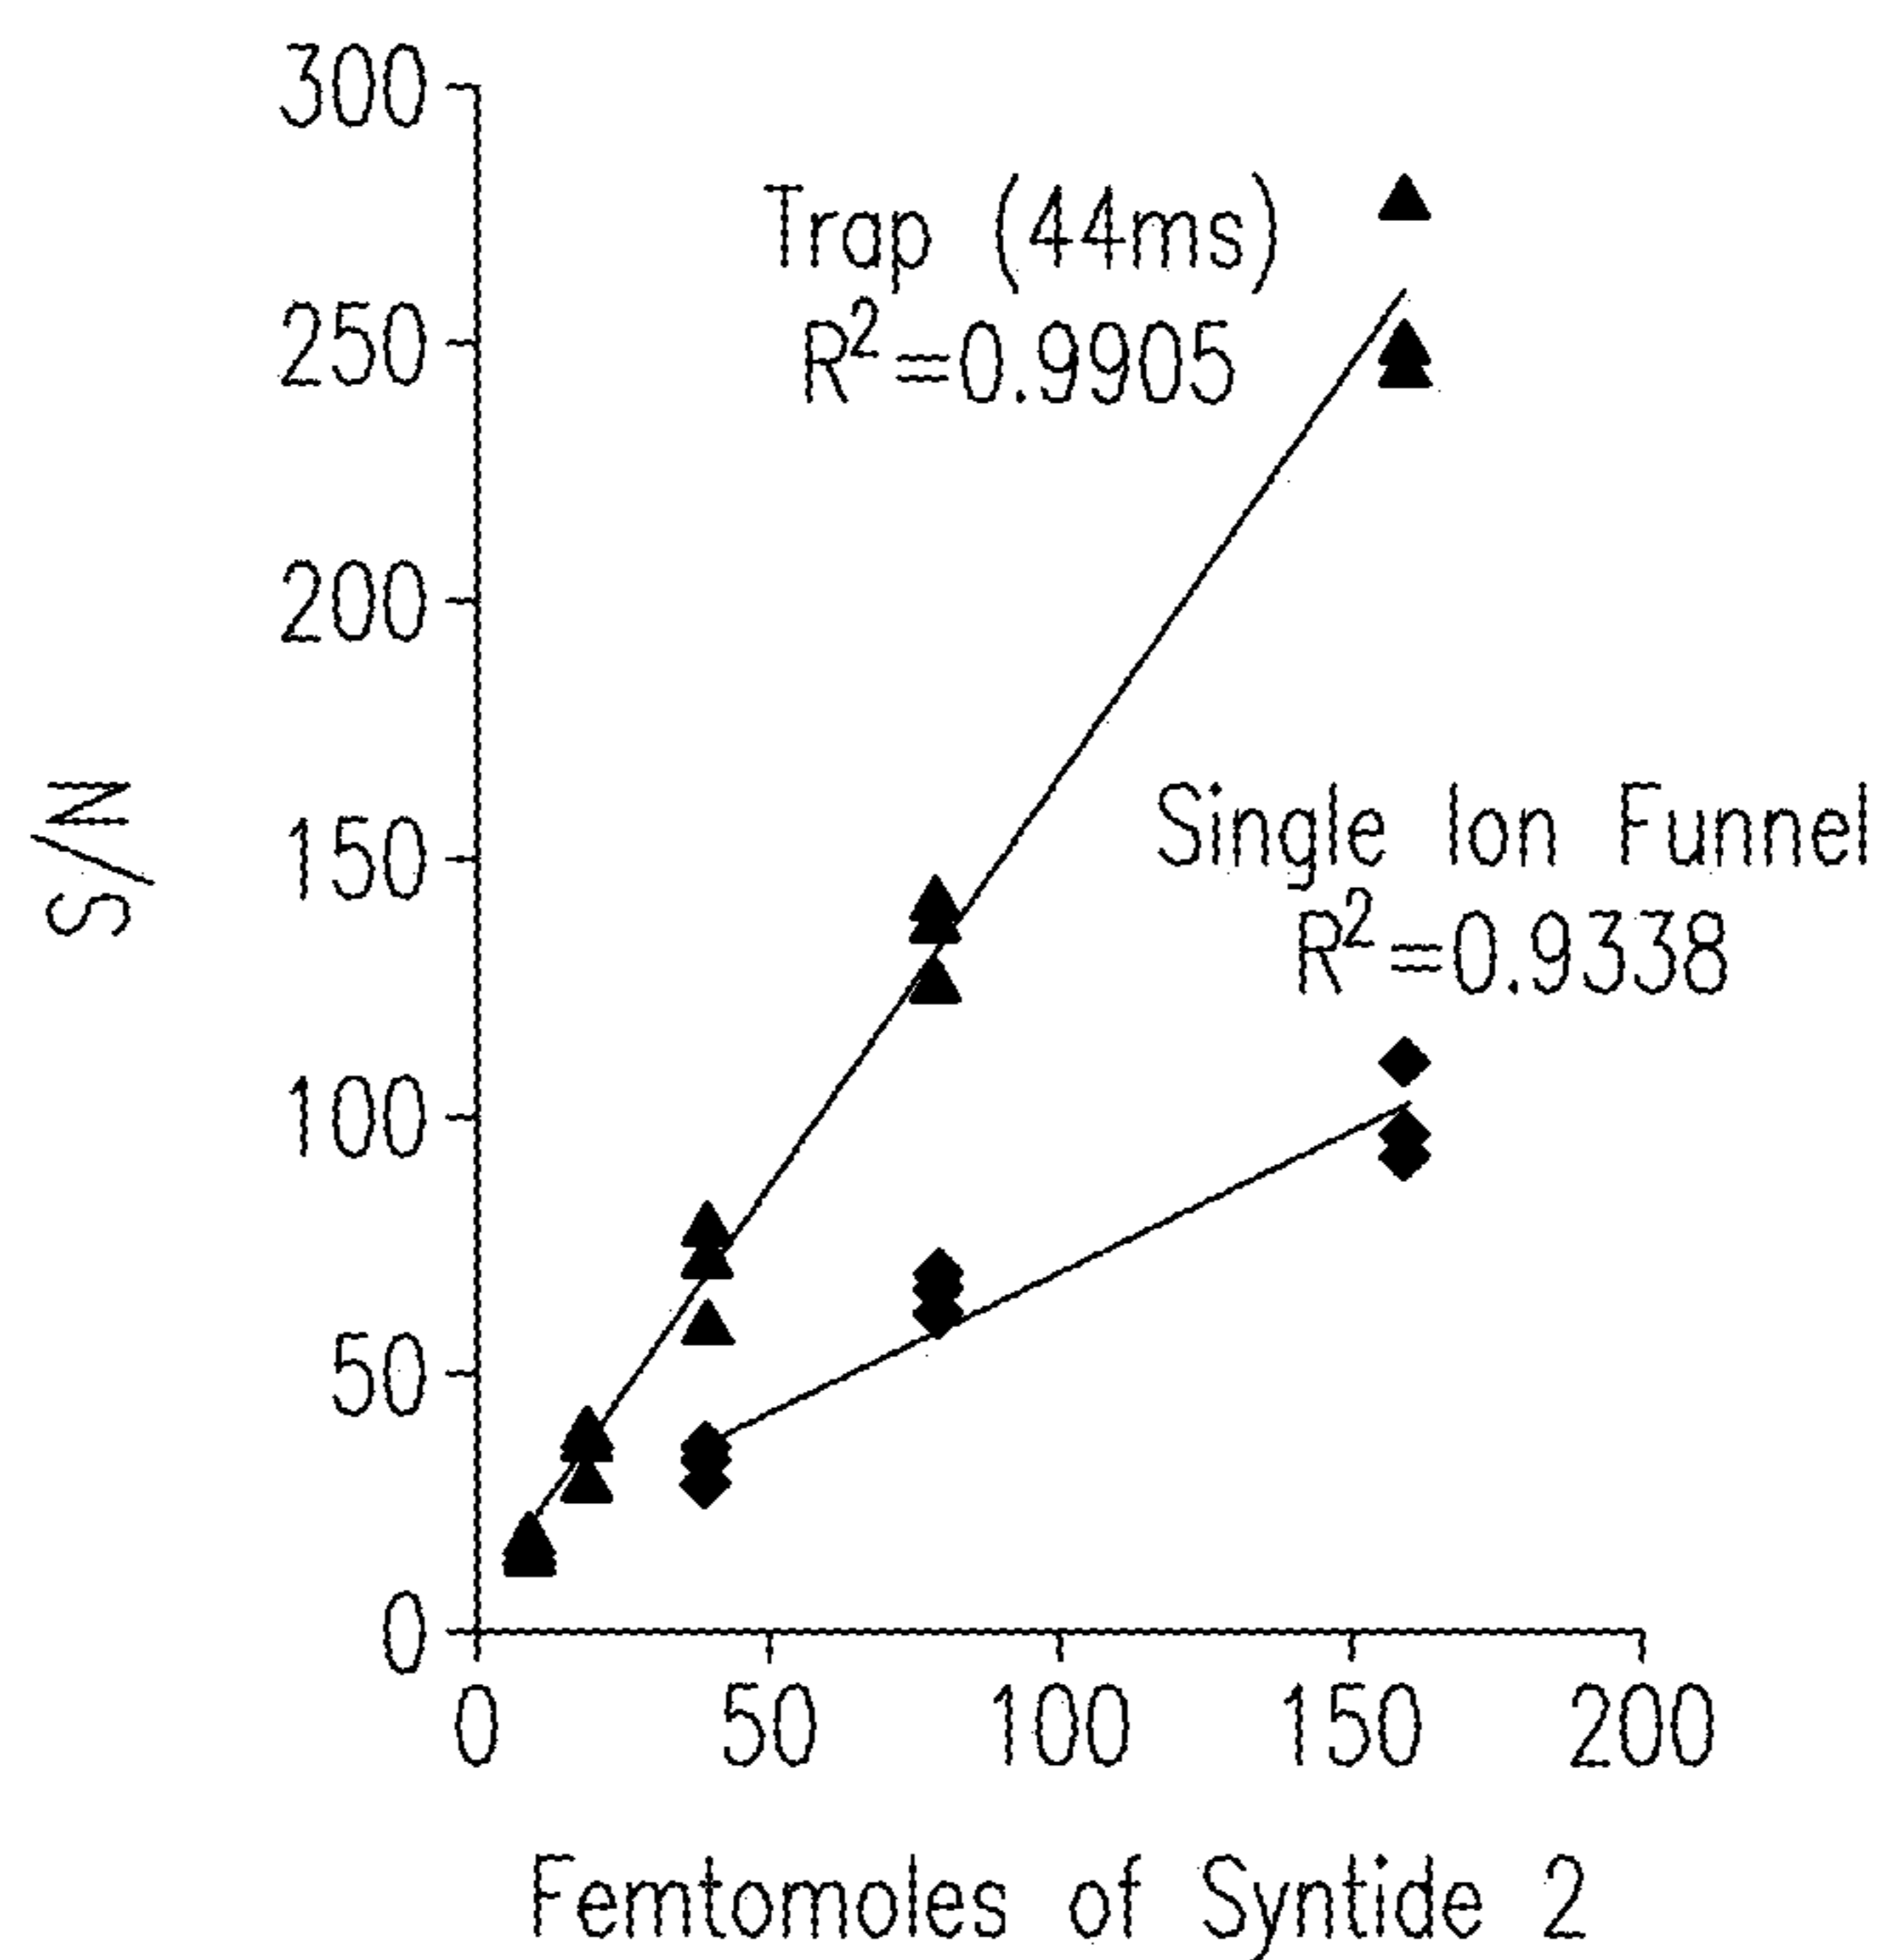 300
250
200
150
100
50
0
S/N
Trap (44ms)
R²=0.9905
Single Ion Funnel
R²=0.9338
0 50 100 150 200
Femtomoles of Syntide 2